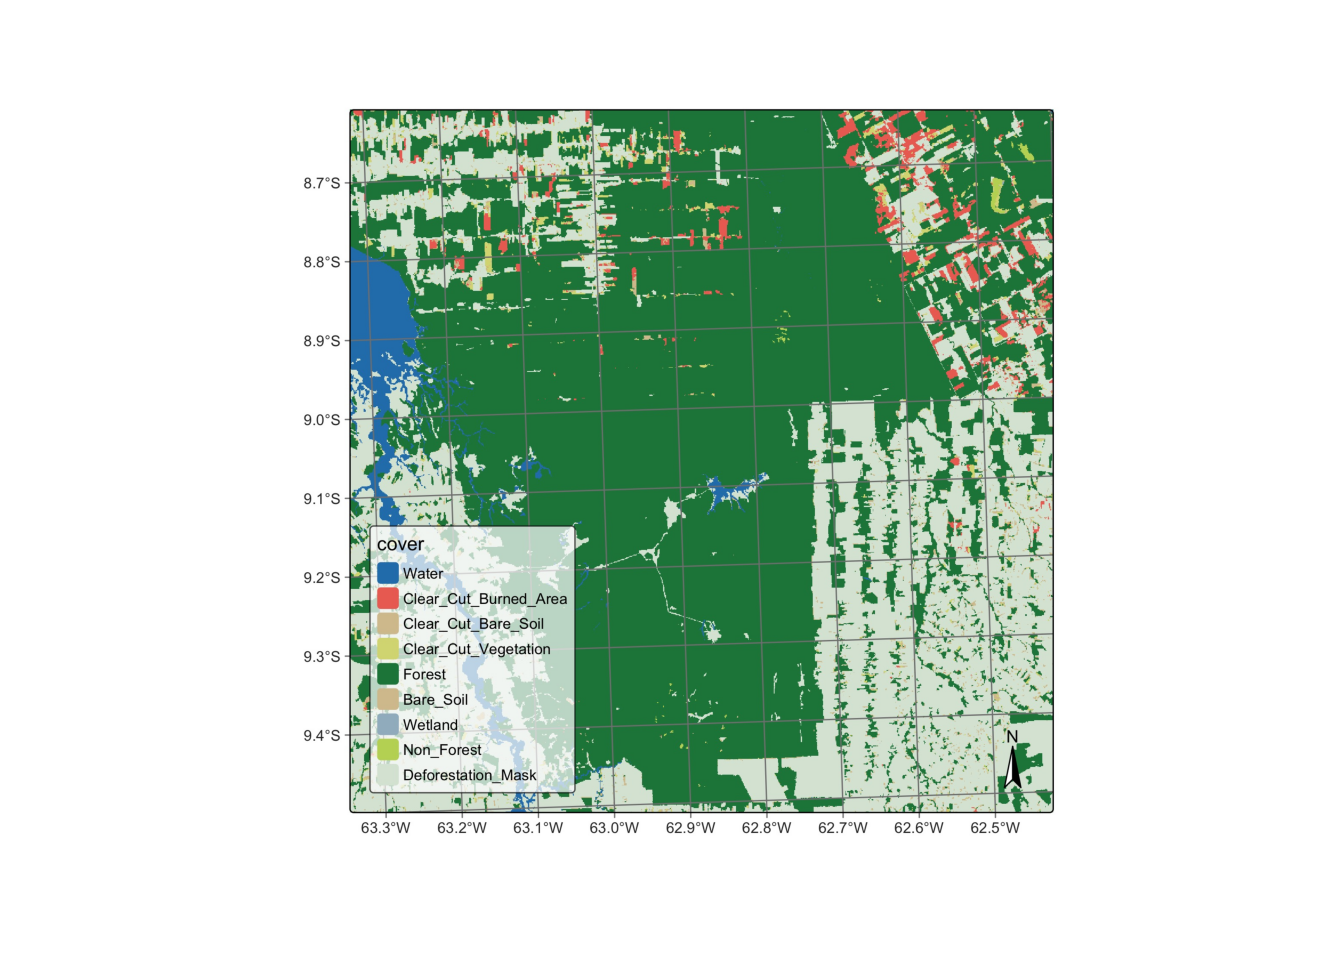 8.7°S
8.8°S
8.9°S
9.0°S
9.1°S
9.2°S
9.3°S
9.4°S
cover
Water
Clear_Cut_Burned_Area
Clear_Cut_Bare_Soil
Clear_Cut_Vegetation
Forest
Bare_Soil
Wetland
Non_Forest
Deforestation_Mask
N
63.3°W 63.2°W 63.1°W 63.0°W 62.9°W 62.8°W 62.7°W 62.6°W 62.5°W